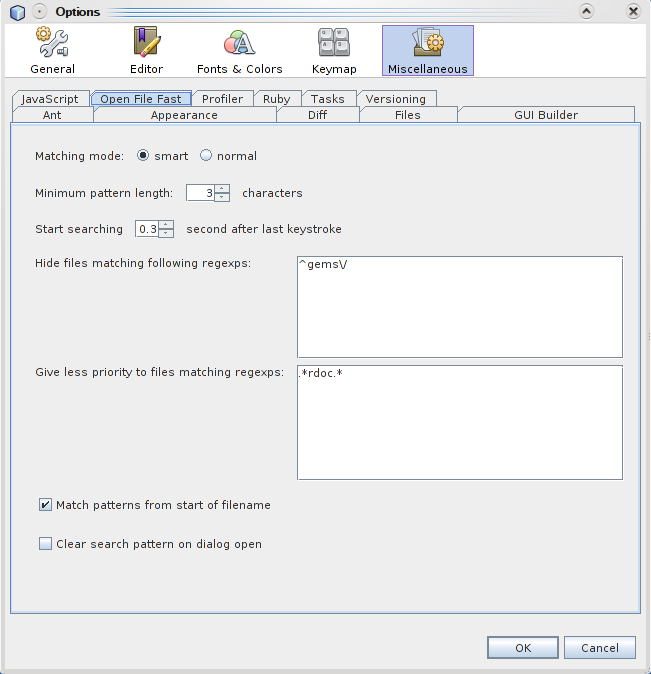 Options
General Editor Fonts & Colors Keymap Miscellaneous
JavaScript Open File Fast Profiler Ruby Tasks Versioning
Ant Appearance Diff Files GUI Builder
Matching mode: smart normal
Minimum pattern length: 3 characters
Start searching 0.3 second after last keystroke
Hide files matching following regexps: ^gems\/
Give less priority to files matching regexps: .*rdoc.*
Match patterns from start of filename
Clear search pattern on dialog open
OK Cancel